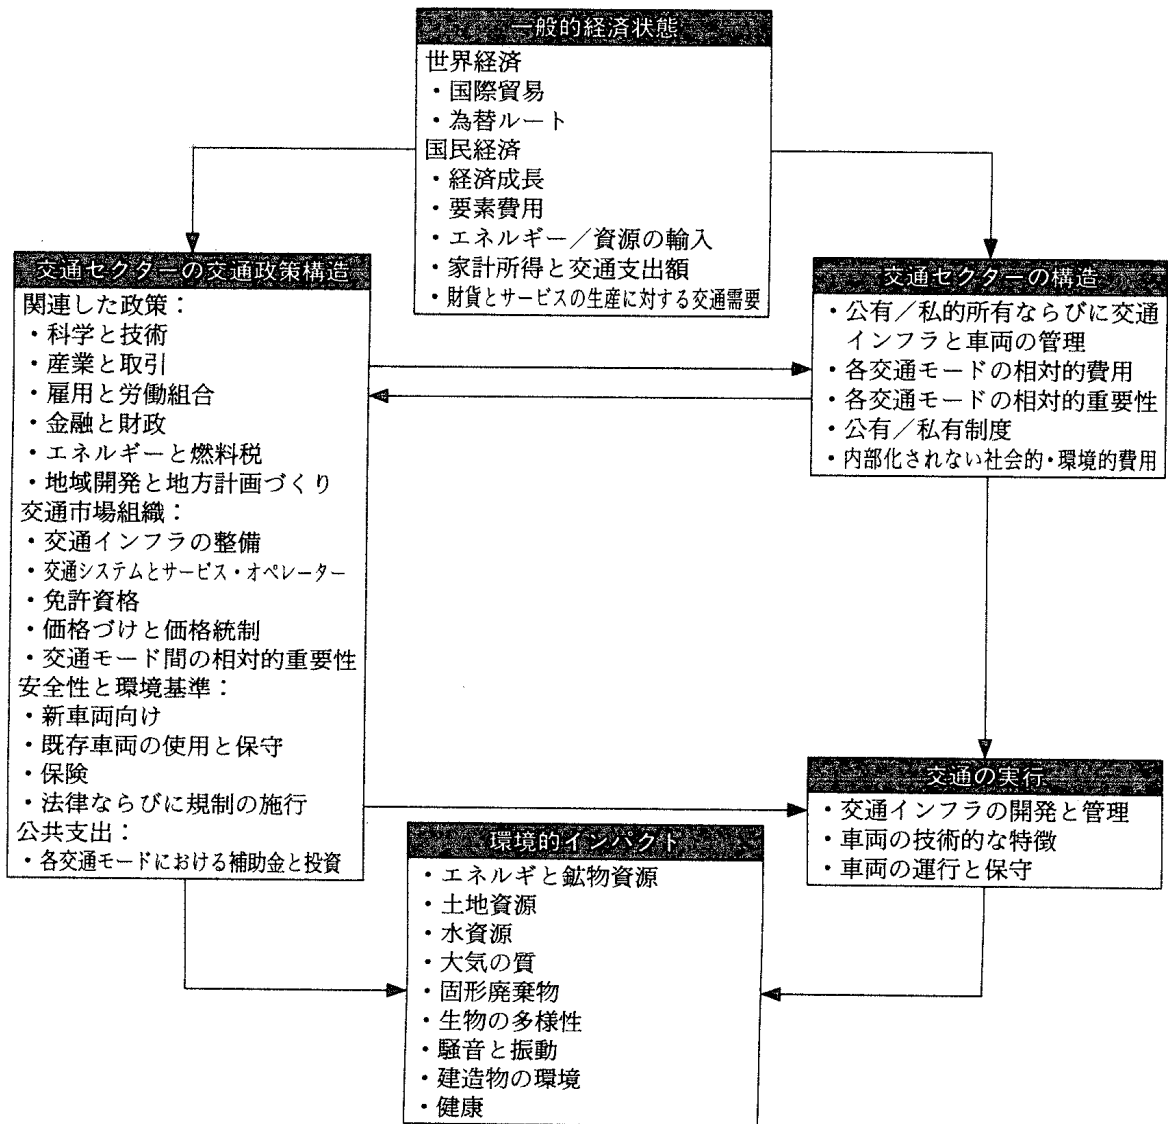 一般的経済状態
世界経済
・国際貿易
・為替ルート
国民経済
・経済成長
・要素費用
・エネルギー／資源の輸入
・家計所得と交通支出額
・財貨とサービスの生産に対する交通需要
交通セクターの交通政策構造
関連した政策：
・科学と技術
・産業と取引
・雇用と労働組合
・金融と財政
・エネルギーと燃料税
・地域開発と地方計画づくり
交通市場組織：
・交通インフラの整備
・交通システムとサービス・オペレーター
・免許資格
・価格づけと価格統制
・交通モード間の相対的重要性
安全性と環境基準：
・新車両向け
・既存車両の使用と保守
・保険
・法律ならびに規制の施行
公共支出：
・各交通モードにおける補助金と投資
交通セクターの構造
・公有／私的所有ならびに交通
インフラと車両の管理
・各交通モードの相対的費用
・各交通モードの相対的重要性
・公有／私有制度
・内部化されない社会的・環境的費用
交通の実行
・交通インフラの開発と管理
・車両の技術的な特徴
・車両の運行と保守
環境的インパクト
・エネルギと鉱物資源
・土地資源
・水資源
・大気の質
・固形廃棄物
・生物の多様性
・騒音と振動
・建造物の環境
・健康